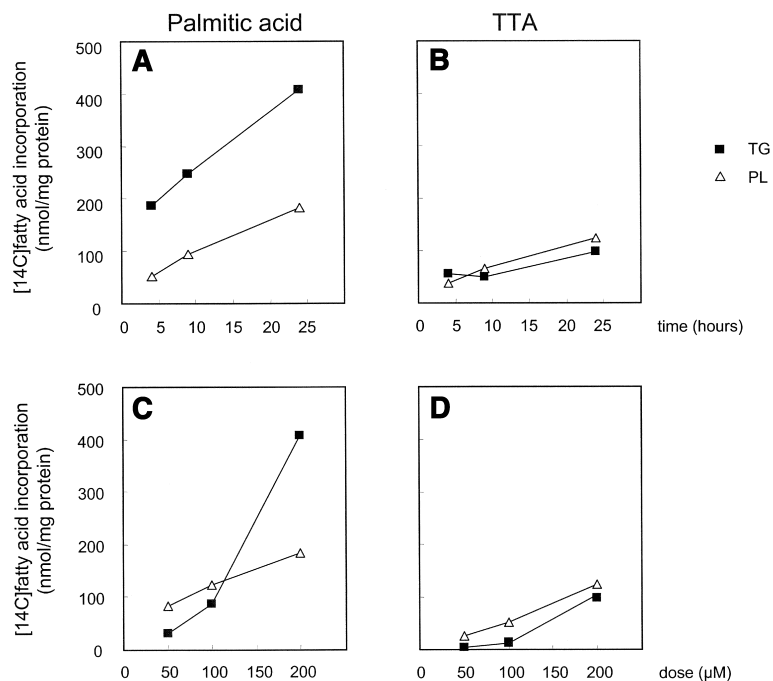 Palmitic acid
TTA
[14C]fatty acid incorporation
(nmol/mg protein)
A
500
400
300
200
100
0
0 5 10 15 20 25
B
0 5 10 15 20 25
time (hours)
TG
PL
[14C]fatty acid incorporation
(nmol/mg protein)
C
500
400
300
200
100
0
0 50 100 150 200
D
0 50 100 150 200
dose (μM)